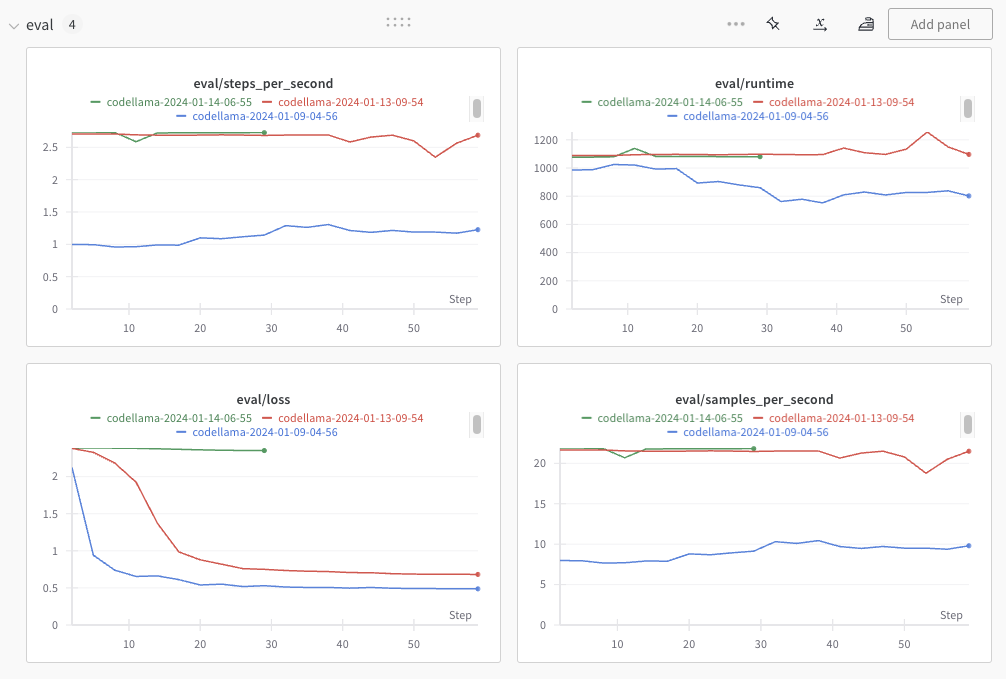 eval 4
x
Add panel
eval/steps_per_second
codellama-2024-01-14-06-55 codellama-2024-01-13-09-54
codellama-2024-01-09-04-56
2.5
2
1.5
1
0.5
0
Step
10 20 30 40 50
eval/runtime
codellama-2024-01-14-06-55 codellama-2024-01-13-09-54
codellama-2024-01-09-04-56
1200
1000
800
600
400
200
0
Step
10 20 30 40 50
eval/loss
codellama-2024-01-14-06-55 codellama-2024-01-13-09-54
codellama-2024-01-09-04-56
2
1.5
1
0.5
0
Step
10 20 30 40 50
eval/samples_per_second
codellama-2024-01-14-06-55 codellama-2024-01-13-09-54
codellama-2024-01-09-04-56
20
15
10
5
0
Step
10 20 30 40 50